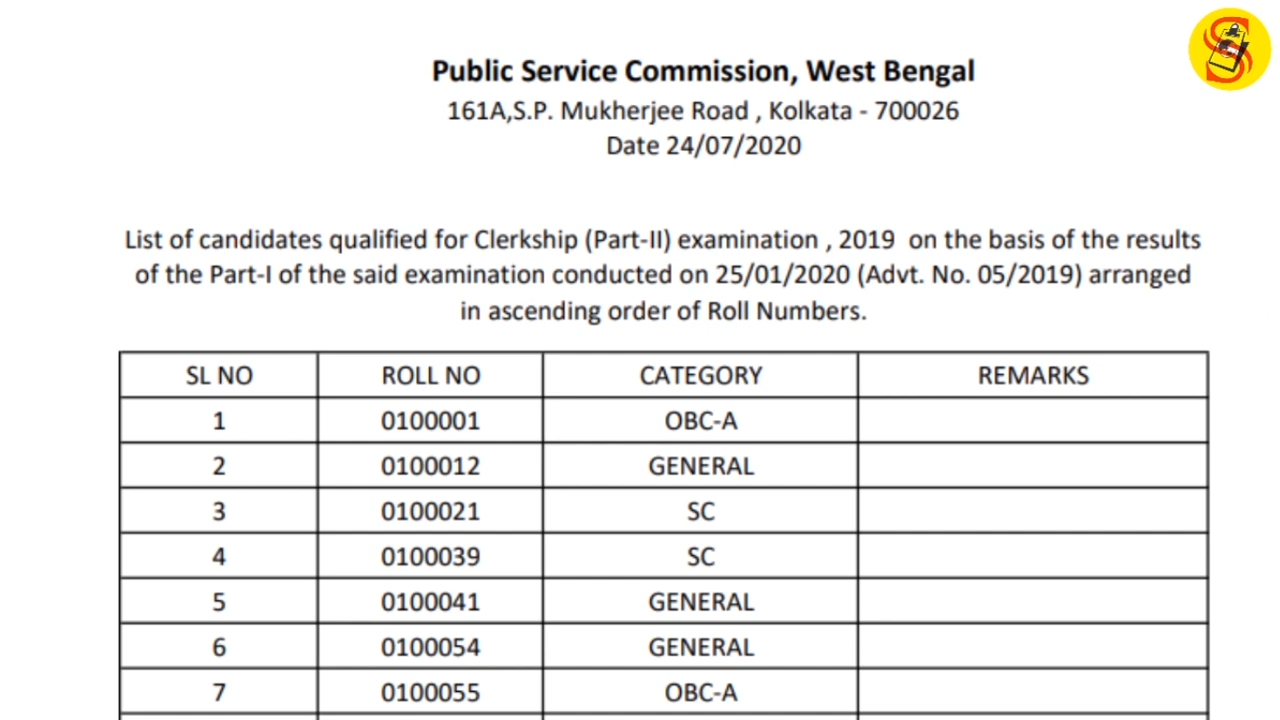 Public Service Commission, West Bengal
161A,S.P. Mukherjee Road , Kolkata - 700026
Date 24/07/2020
List of candidates qualified for Clerkship (Part-II) examination , 2019 on the basis of the results
of the Part-I of the said examination conducted on 25/01/2020 (Advt. No. 05/2019) arranged
in ascending order of Roll Numbers.
SL NO ROLL NO CATEGORY REMARKS
1 0100001 OBC-A
2 0100012 GENERAL
3 0100021 SC
4 0100039 SC
5 0100041 GENERAL
6 0100054 GENERAL
7 0100055 OBC-A